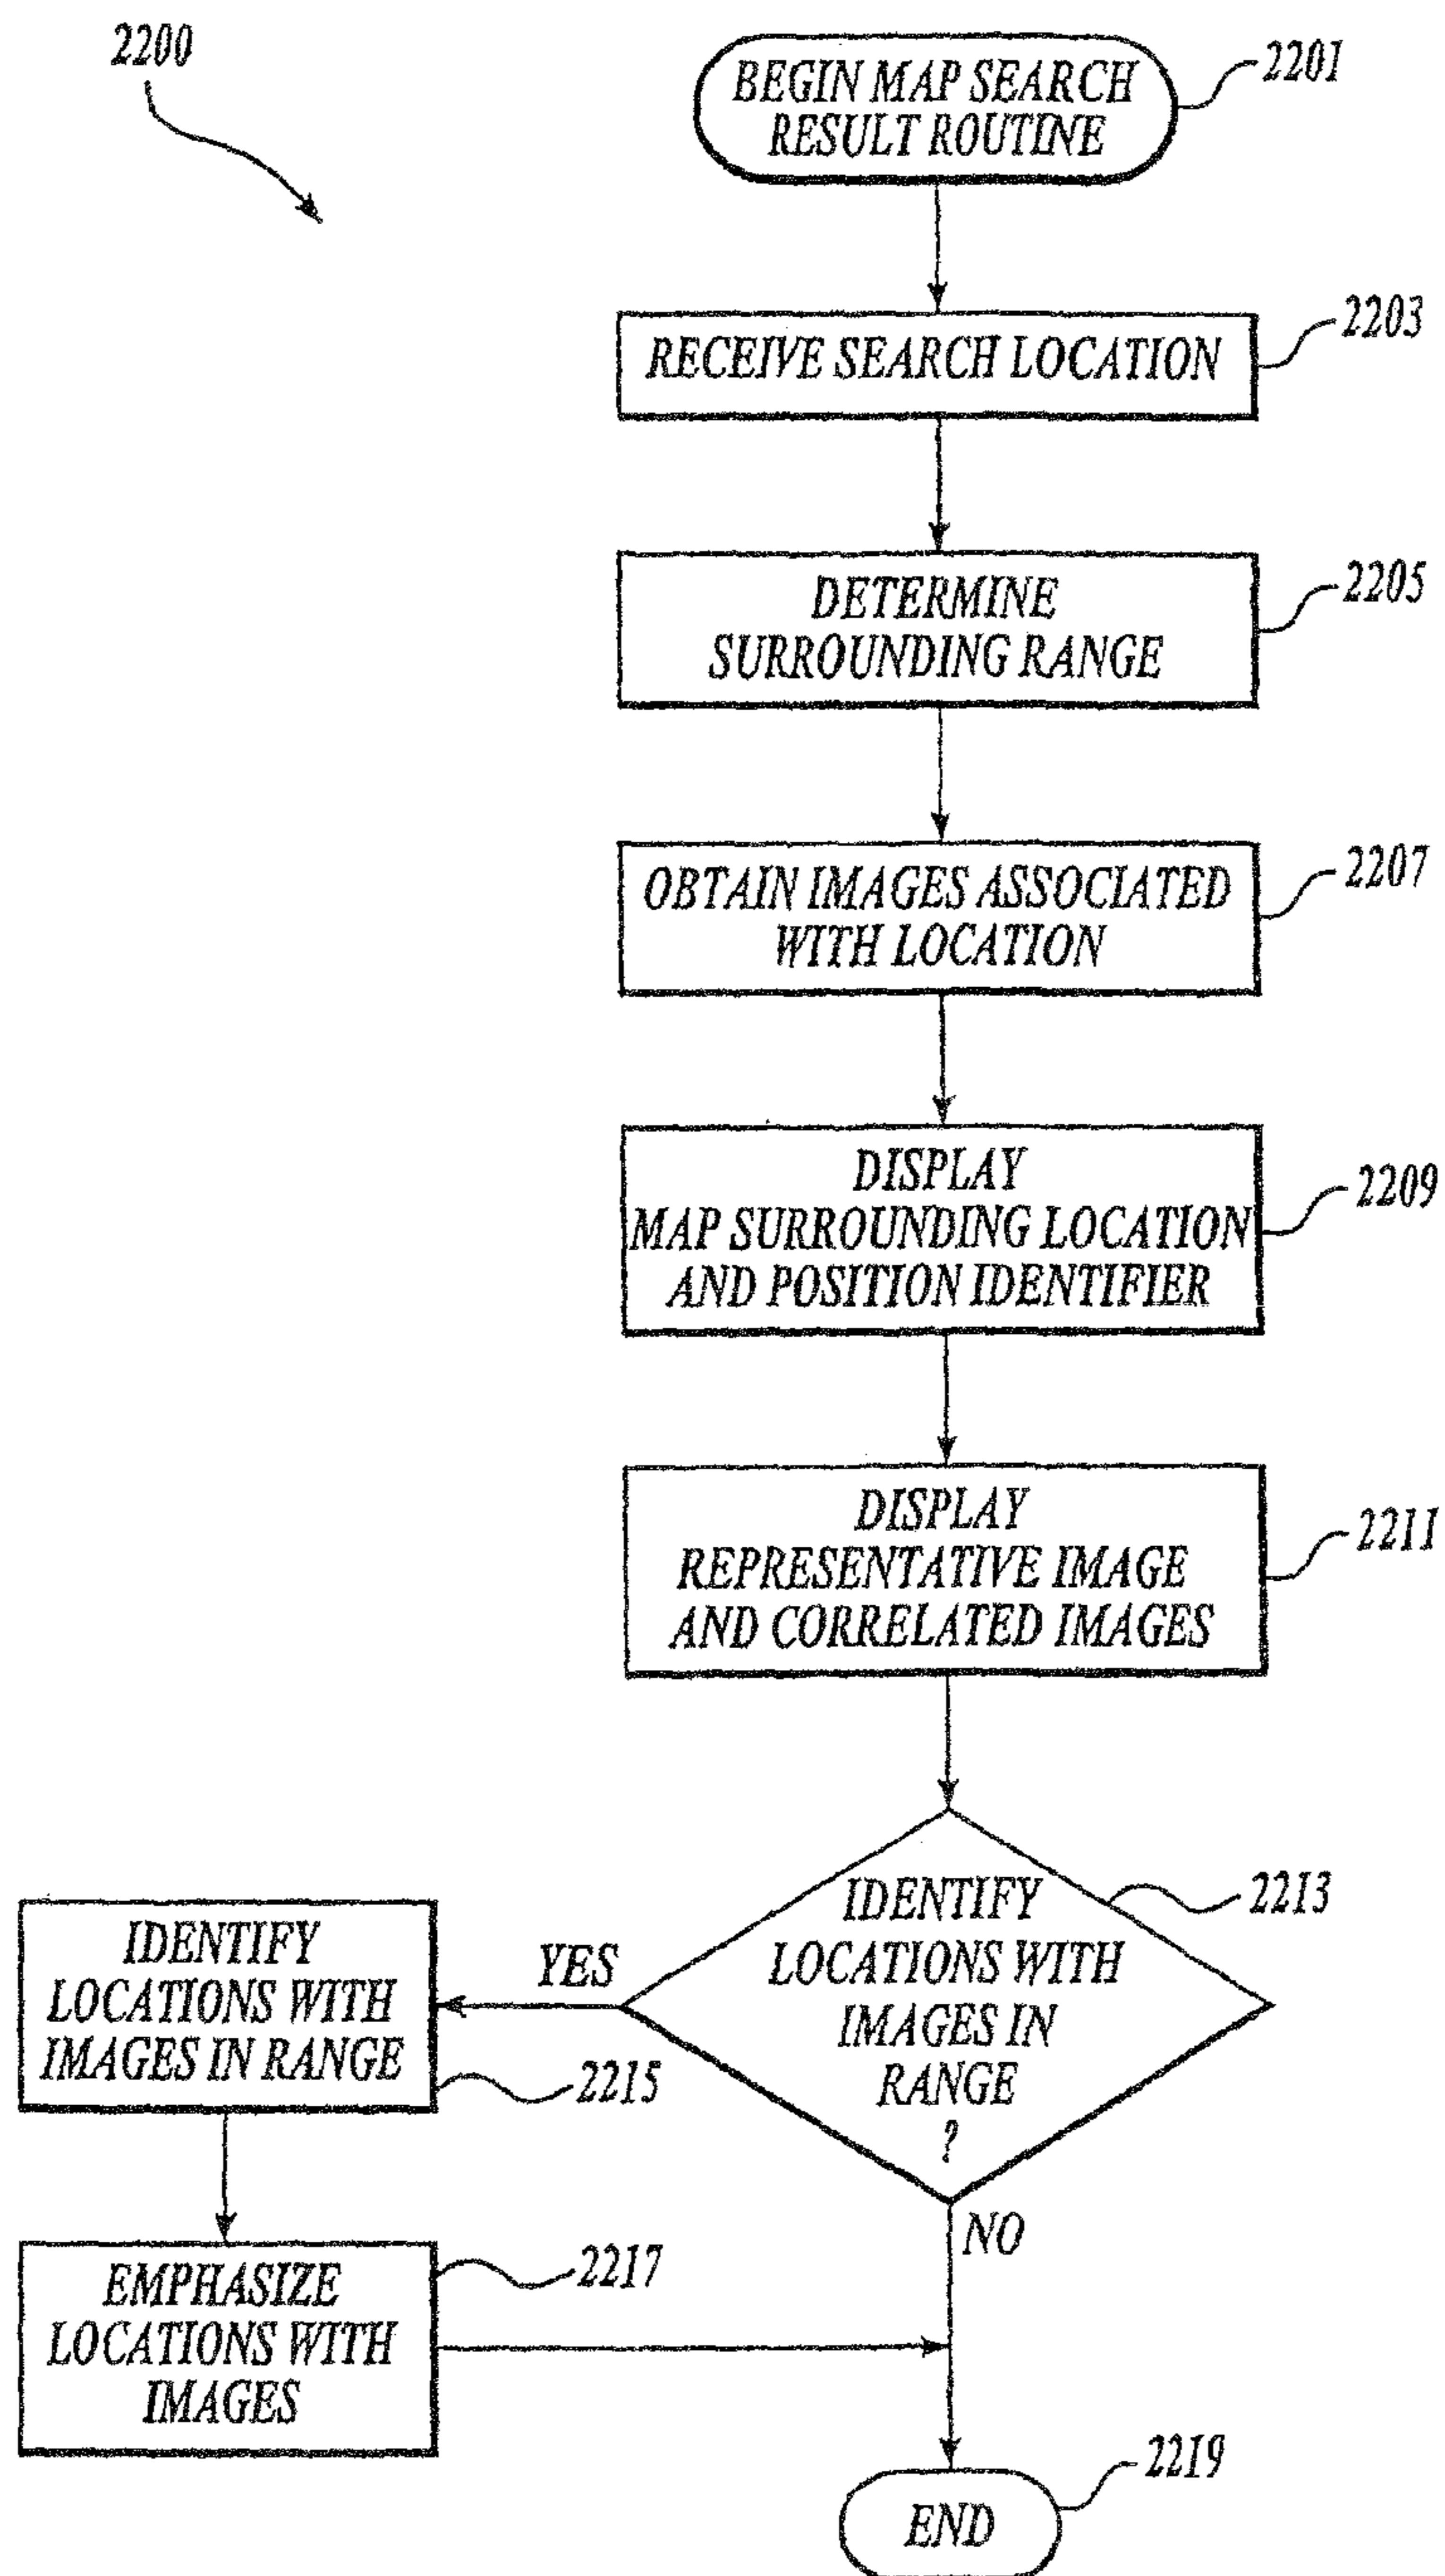 2200
BEGIN MAP SEARCH
RESULT ROUTINE
2201
RECEIVE SEARCH LOCATION
2203
DETERMINE
SURROUNDING RANGE
2205
OBTAIN IMAGES ASSOCIATED
WITH LOCATION
2207
DISPLAY
MAP SURROUNDING LOCATION
AND POSITION IDENTIFIER
2209
DISPLAY
REPRESENTATIVE IMAGE
AND CORRELATED IMAGES
2211
IDENTIFY
LOCATIONS WITH
IMAGES IN
RANGE
?
2213
YES
IDENTIFY
LOCATIONS WITH
IMAGES IN RANGE
2215
NO
EMPHASIZE
LOCATIONS WITH
IMAGES
2217
END
2219